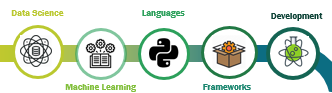 Data Science
Machine Learning
Languages
Frameworks
Development